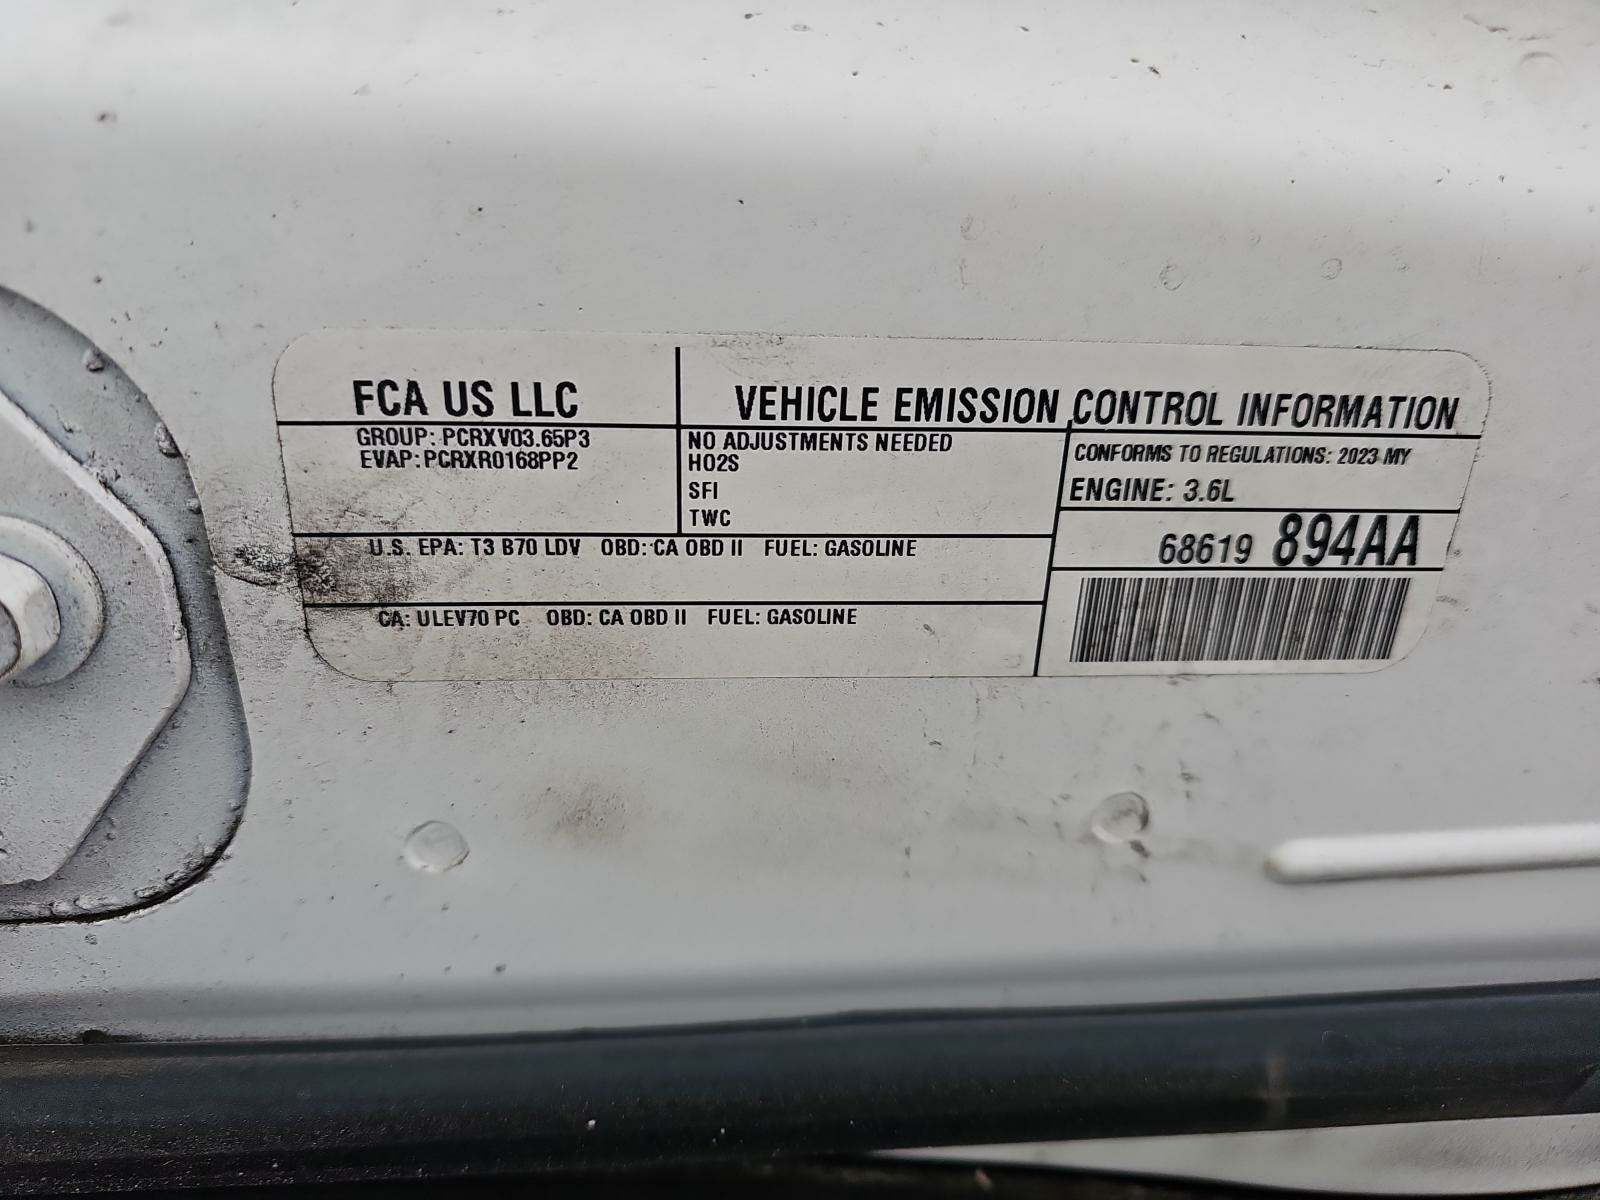 FCA US LLC
VEHICLE EMISSION CONTROL INFORMATION
GROUP: PCRXV03.65P3
EVAP: PCRXR0168PP2
NO ADJUSTMENTS NEEDED
HO2S
SFI
TWC
CONFORMS TO REGULATIONS: 2023 MY
ENGINE: 3.6L
68619 894AA
U.S. EPA: T3 B70 LDV OBD: CA OBD II FUEL: GASOLINE
CA: ULEV70 PC OBD: CA OBD II FUEL: GASOLINE